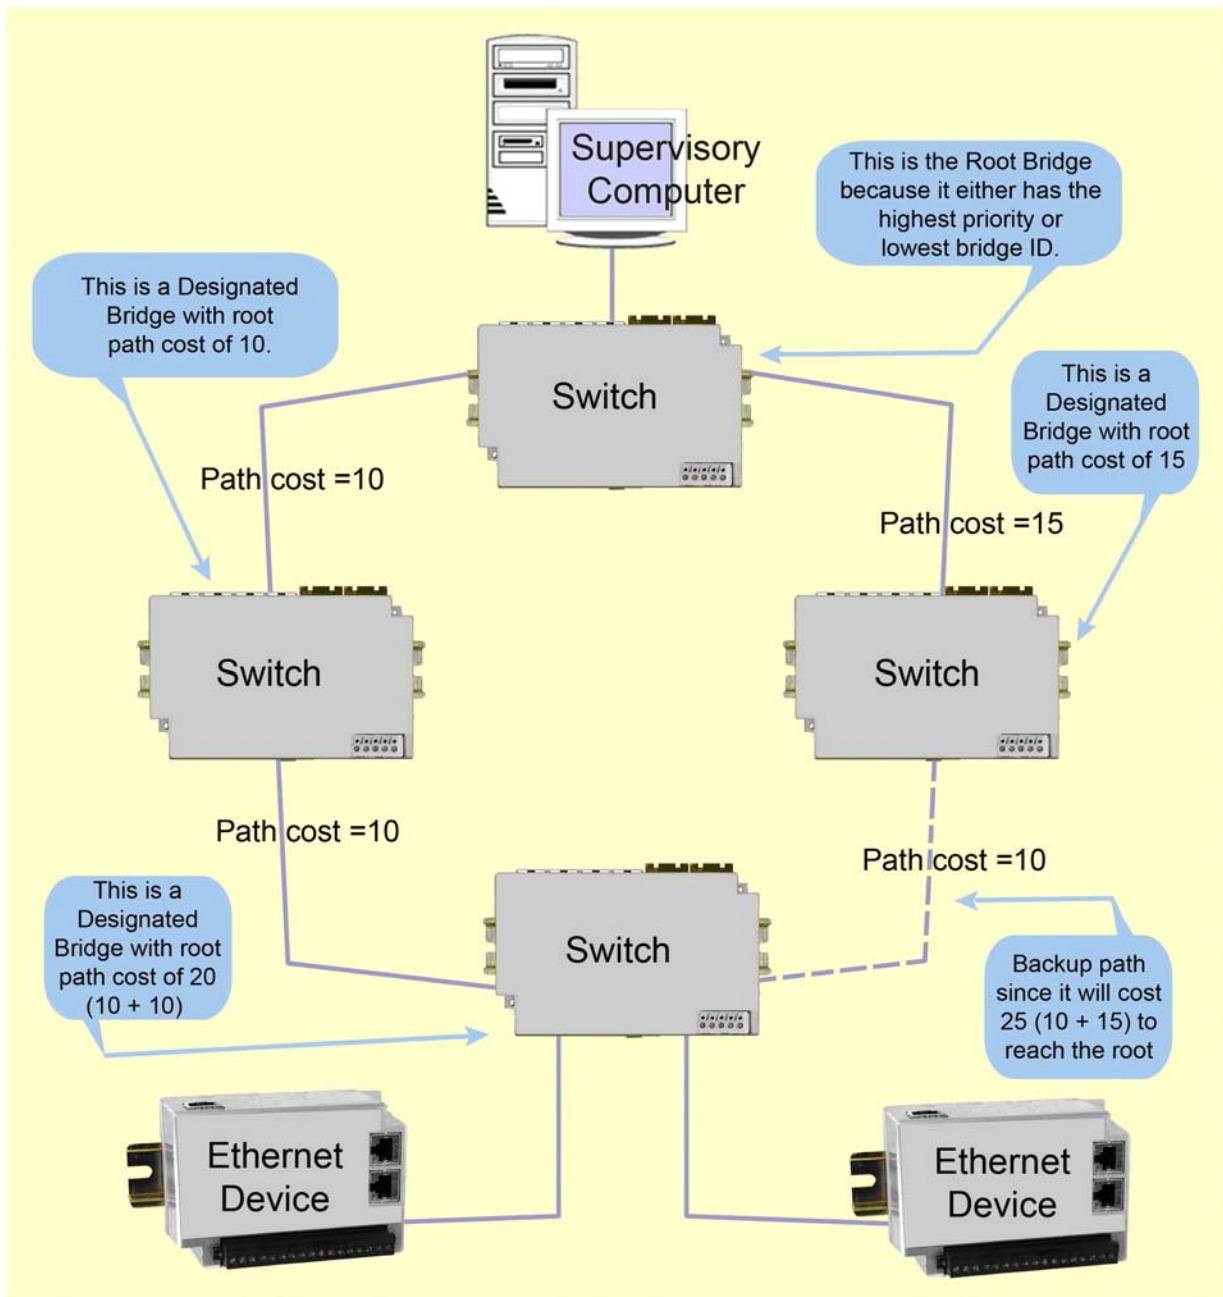 Supervisory
Computer
This is the Root Bridge
because it either has the
highest priority or
lowest bridge ID.
This is a Designated
Bridge with root
path cost of 10.
Switch
This is a
Designated
Bridge with root
path cost of 15
Path cost =10
Path cost =15
Switch
Switch
Path cost =10
Path cost =10
This is a
Designated
Bridge with root
path cost of 20
(10 + 10)
Switch
Backup path
since it will cost
25 (10 + 15) to
reach the root
Ethernet
Device
Ethernet
Device